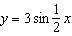 y = 3 sin 1/2 x